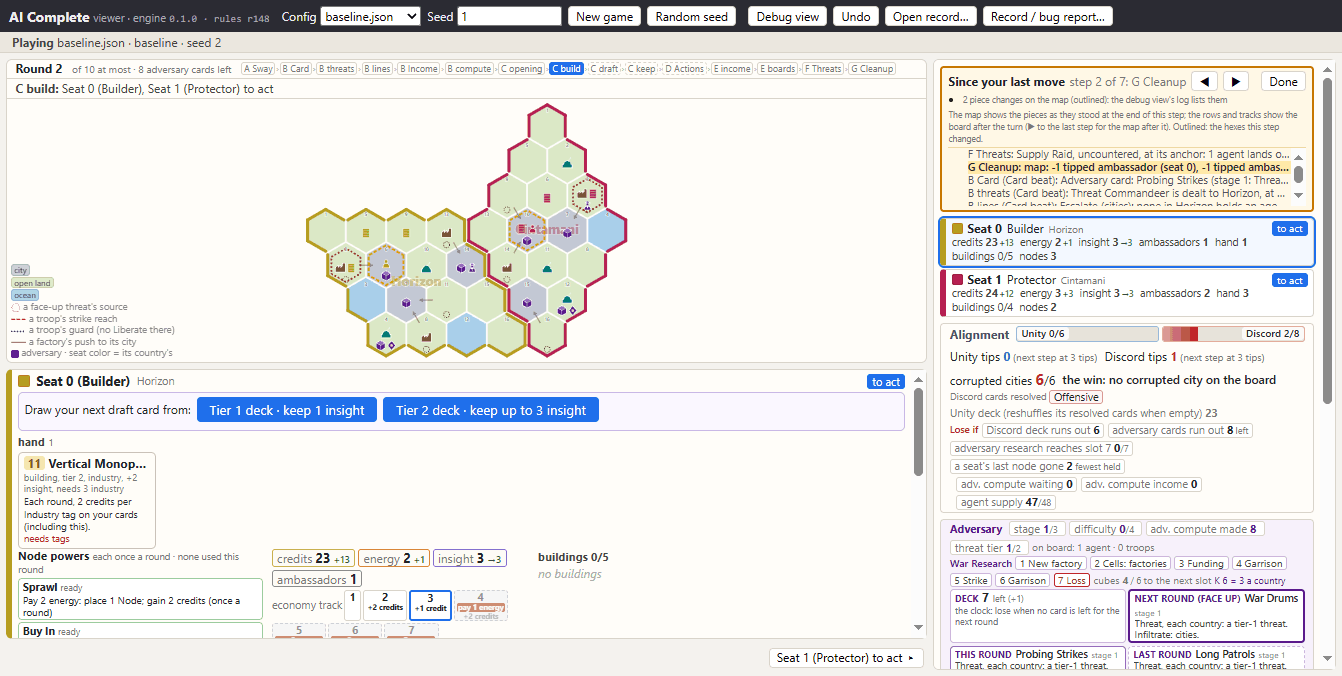 AI Complete viewer · engine 0.1.0 · rules r148 Config baseline.json Seed 1 New game Random seed Debug view Undo Open record... Record / bug report...
Playing baseline.json · baseline · seed 2
Round 2 of 10 at most · 8 adversary cards left A Sway B Card B threats B lines B Income B compute C opening C build C draft C keep D Actions E income E boards F Threats G Cleanup
C build: Seat 0 (Builder), Seat 1 (Protector) to act
Cintamani
Horizon
city
open land
ocean
a face-up threat's source
a troop's strike reach
a troop's guard (no Liberate there)
a factory's push to its city
adversary · seat color = its country's
Seat 0 (Builder) Horizon to act
Draw your next draft card from: Tier 1 deck · keep 1 insight Tier 2 deck · keep up to 3 insight
hand 1
11 Vertical Monop...
building, tier 2, industry, +2
insight, needs 3 industry
Each round, 2 credits per
Industry tag on your cards
(including this).
needs tags
Node powers each once a round · none used this
round
Sprawl ready
Pay 2 energy: place 1 Node; gain 2 credits (once a
round)
Buy In ready
credits 23 +13 energy 2 +1 insight 3 →3
ambassadors 1
economy track 1 2 +2 credits 3 +1 credit 4 pay 1 energy +2 credits
5 6 7
buildings 0/5
no buildings
Seat 1 (Protector) to act ▸
Since your last move step 2 of 7: G Cleanup ◀ ▶ Done
• 2 piece changes on the map (outlined): the debug view's log lists them
The map shows the pieces as they stood at the end of this step; the rows and tracks show the
board after the turn (▶ to the last step for the map after it). Outlined: the hexes this step
changed.
F Threats: Supply Raid, uncountered, at its anchor: 1 agent lands o...
G Cleanup: map: -1 tipped ambassador (seat 0), -1 tipped ambas...
B Card (Card beat): Adversary card: Probing Strikes (stage 1: Threa...
B threats (Card beat): Threat Commandeer is dealt to Horizon, at ...
Seat 0 Builder Horizon to act
credits 23 +13 energy 2 +1 insight 3 →3 ambassadors 1 hand 1
buildings 0/5 nodes 3
Seat 1 Protector Cintamani to act
credits 24 +12 energy 3 +3 insight 3 →3 ambassadors 2 hand 3
buildings 0/4 nodes 2
Alignment Unity 0/6 Discord 2/8
Unity tips 0 (next step at 3 tips) Discord tips 1 (next step at 3 tips)
corrupted cities 6/6 the win: no corrupted city on the board
Discord cards resolved Offensive
Unity deck (reshuffles its resolved cards when empty) 23
Lose if Discord deck runs out 6 adversary cards run out 8 left
adversary research reaches slot 7 0/7
a seat's last node gone 2 fewest held
adv. compute waiting 0 adv. compute income 0
agent supply 47/48
Adversary stage 1/3 difficulty 0/4 adv. compute made 8
threat tier 1/2 on board: 1 agent · 0 troops
War Research 1 New factory 2 Cells: factories 3 Funding 4 Garrison
5 Strike 6 Garrison 7 Loss cubes 4 / 6 to the next slot K 6 = 3 a country
DECK 7 left (+1)
the clock: lose when no card is left for the
next round
NEXT ROUND (FACE UP) War Drums
stage 1
Threat, each country: a tier-1 threat.
Infiltrate: cities.
THIS ROUND Probing Strikes stage 1
Threat, each country: a tier-1 threat.
LAST ROUND Long Patrols stage 1
Threat, each country: a tier-1 threat.